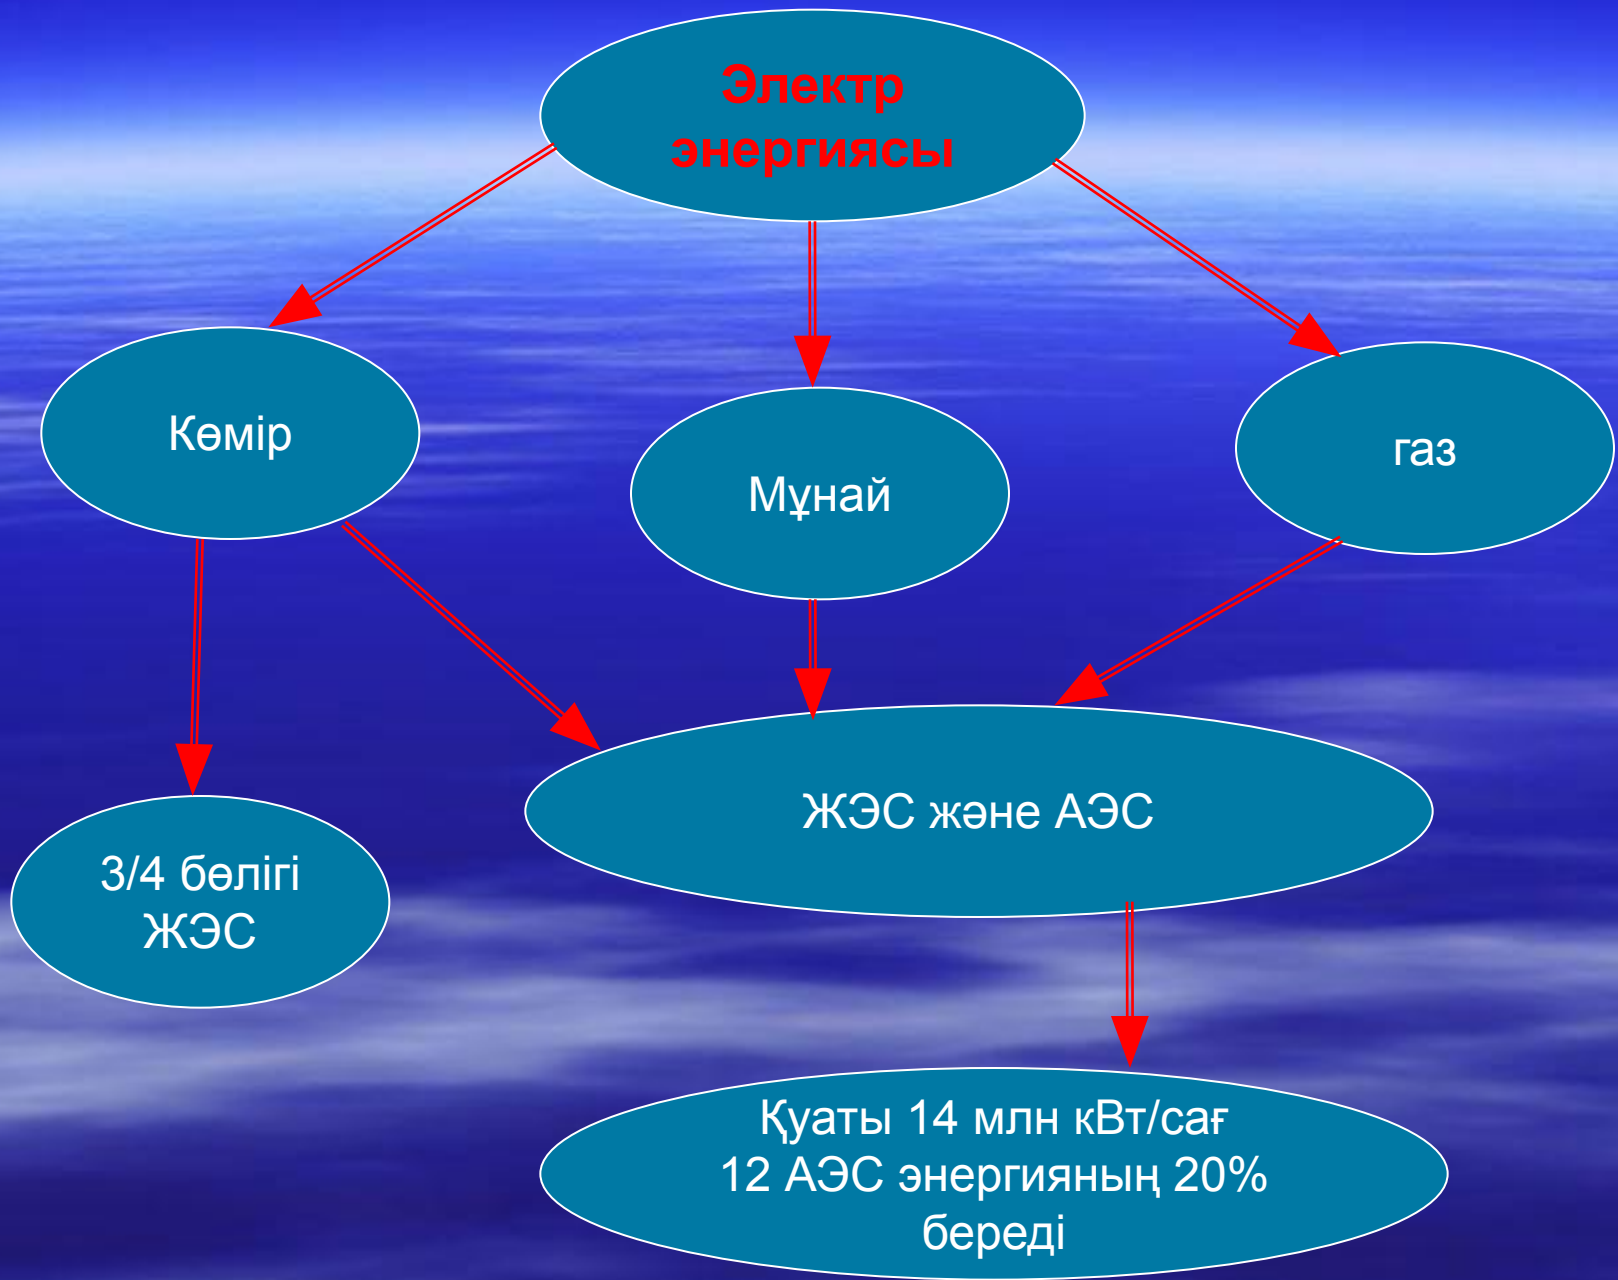 Электр
энергиясы
Көмір
Мұнай
газ
ЖЭС және АЭС
3/4 бөлігі
ЖЭС
Қуаты 14 млн кВт/сағ
12 АЭС энергияның 20%
береді